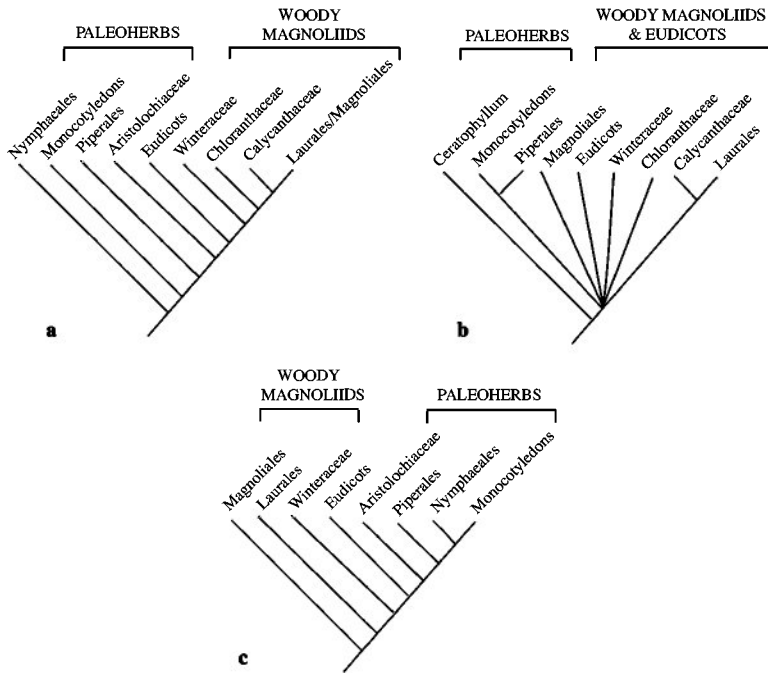 PALEOHERBS
WOODY
MAGNOLIIDS
Nymphaeales
Monocotyledons
Piperales
Aristolochiaceae
Eudicots
Winteraceae
Chloranthaceae
Calycanthaceae
Laurales/Magnoliales
a
PALEOHERBS
WOODY MAGNOLIIDS
& EUDICOTS
Ceratophyllum
Monocotyledons
Piperales
Magnoliales
Eudicots
Winteraceae
Chloranthaceae
Calycanthaceae
Laurales
b
WOODY
MAGNOLIIDS
PALEOHERBS
Magnoliales
Laurales
Winteraceae
Eudicots
Aristolochiaceae
Piperales
Nymphaeales
Monocotyledons
c